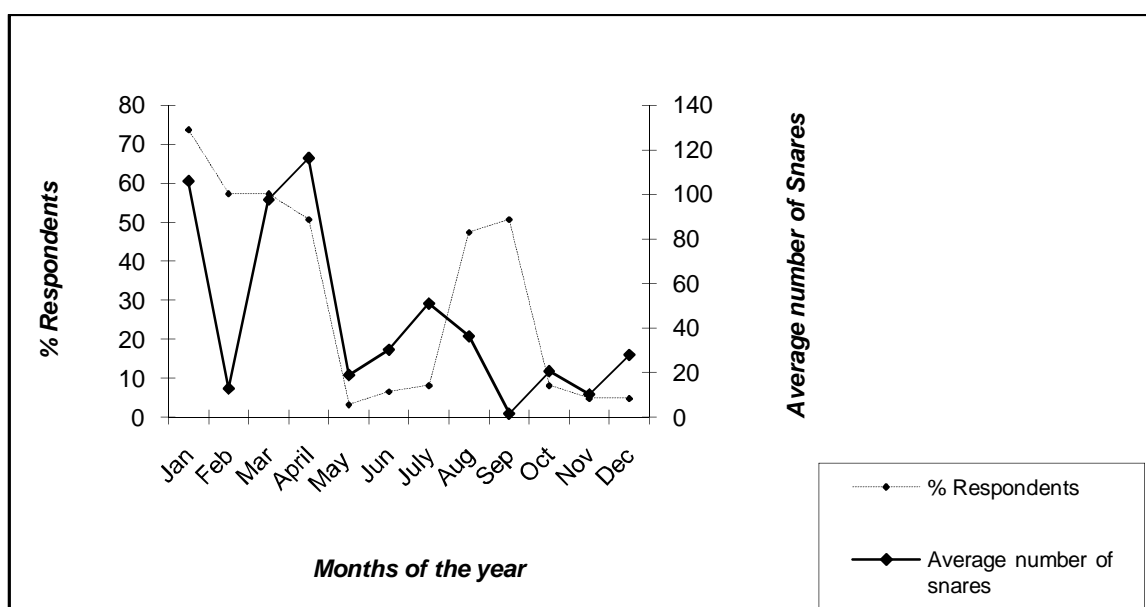 80
70
60
50
40
30
20
10
0
% Respondents
140
120
100
80
60
40
20
0
Average number of Snares
Jan
Feb
Mar
April
May
Jun
July
Aug
Sep
Oct
Nov
Dec
Months of the year
% Respondents
Average number of
snares